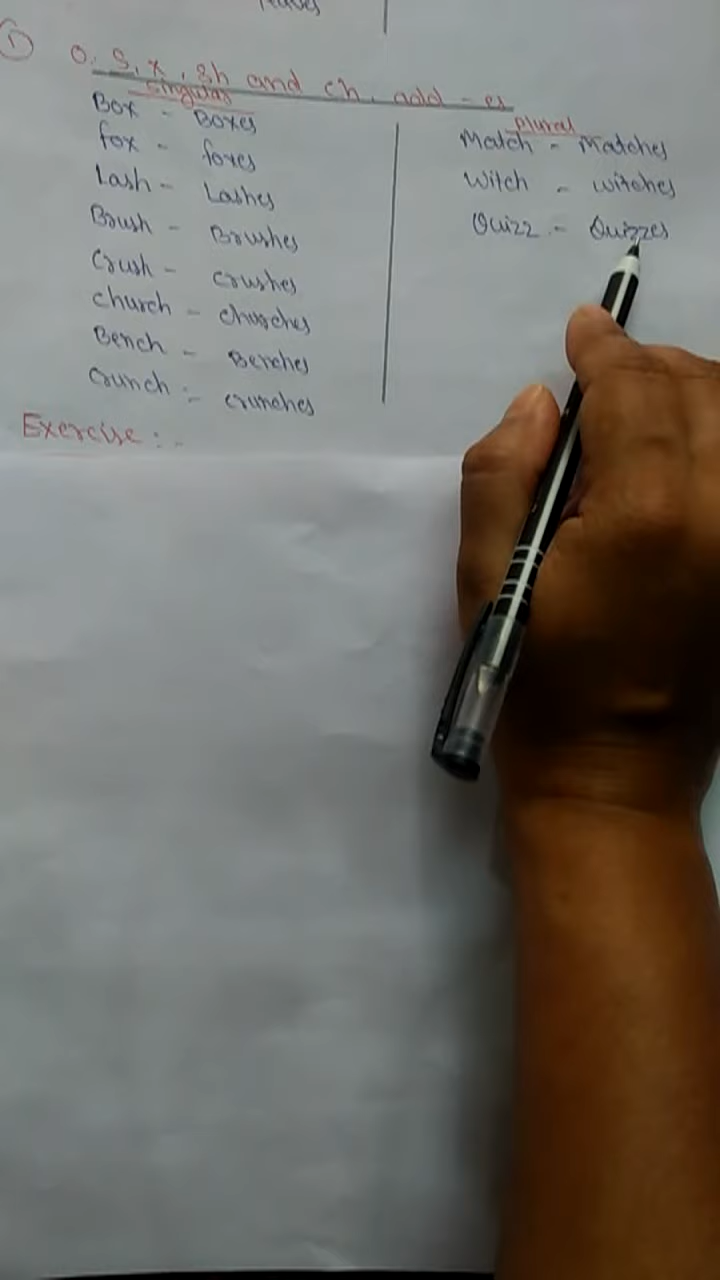 leaves
① O, S, x, sh and ch, add - es
Singular
Box - Boxes
fox - foxes
Lash - Lashes
Brush - Brushes
Crush - crushes
church - churches
Bench - Benches
Crunch :- crunches
Plural
Match - Matches
Witch - witches
Quizz - Quizzes
Exercise : -